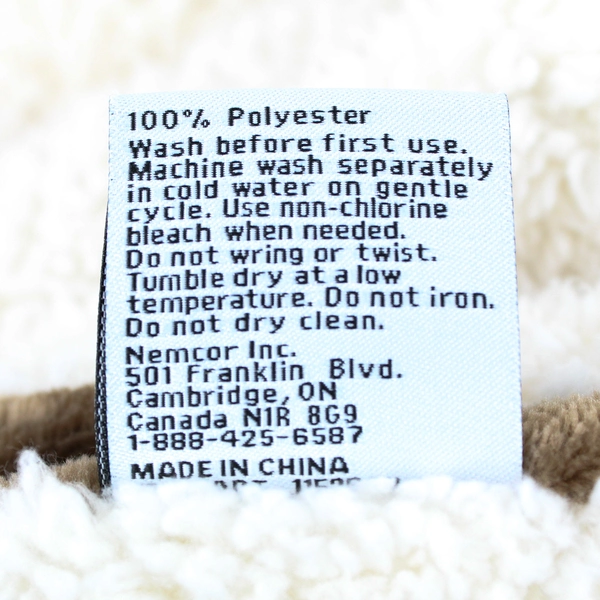 100% Polyester
Wash before first use.
Machine wash separately
in cold water on gentle
cycle. Use non-chlorine
bleach when needed.
Do not wring or twist.
Tumble dry at a low
temperature. Do not iron.
Do not dry clean.
Nemcor Inc.
501 Franklin Blvd.
Cambridge, ON
Canada N1R 8G9
1-888-425-6587
MADE IN CHINA